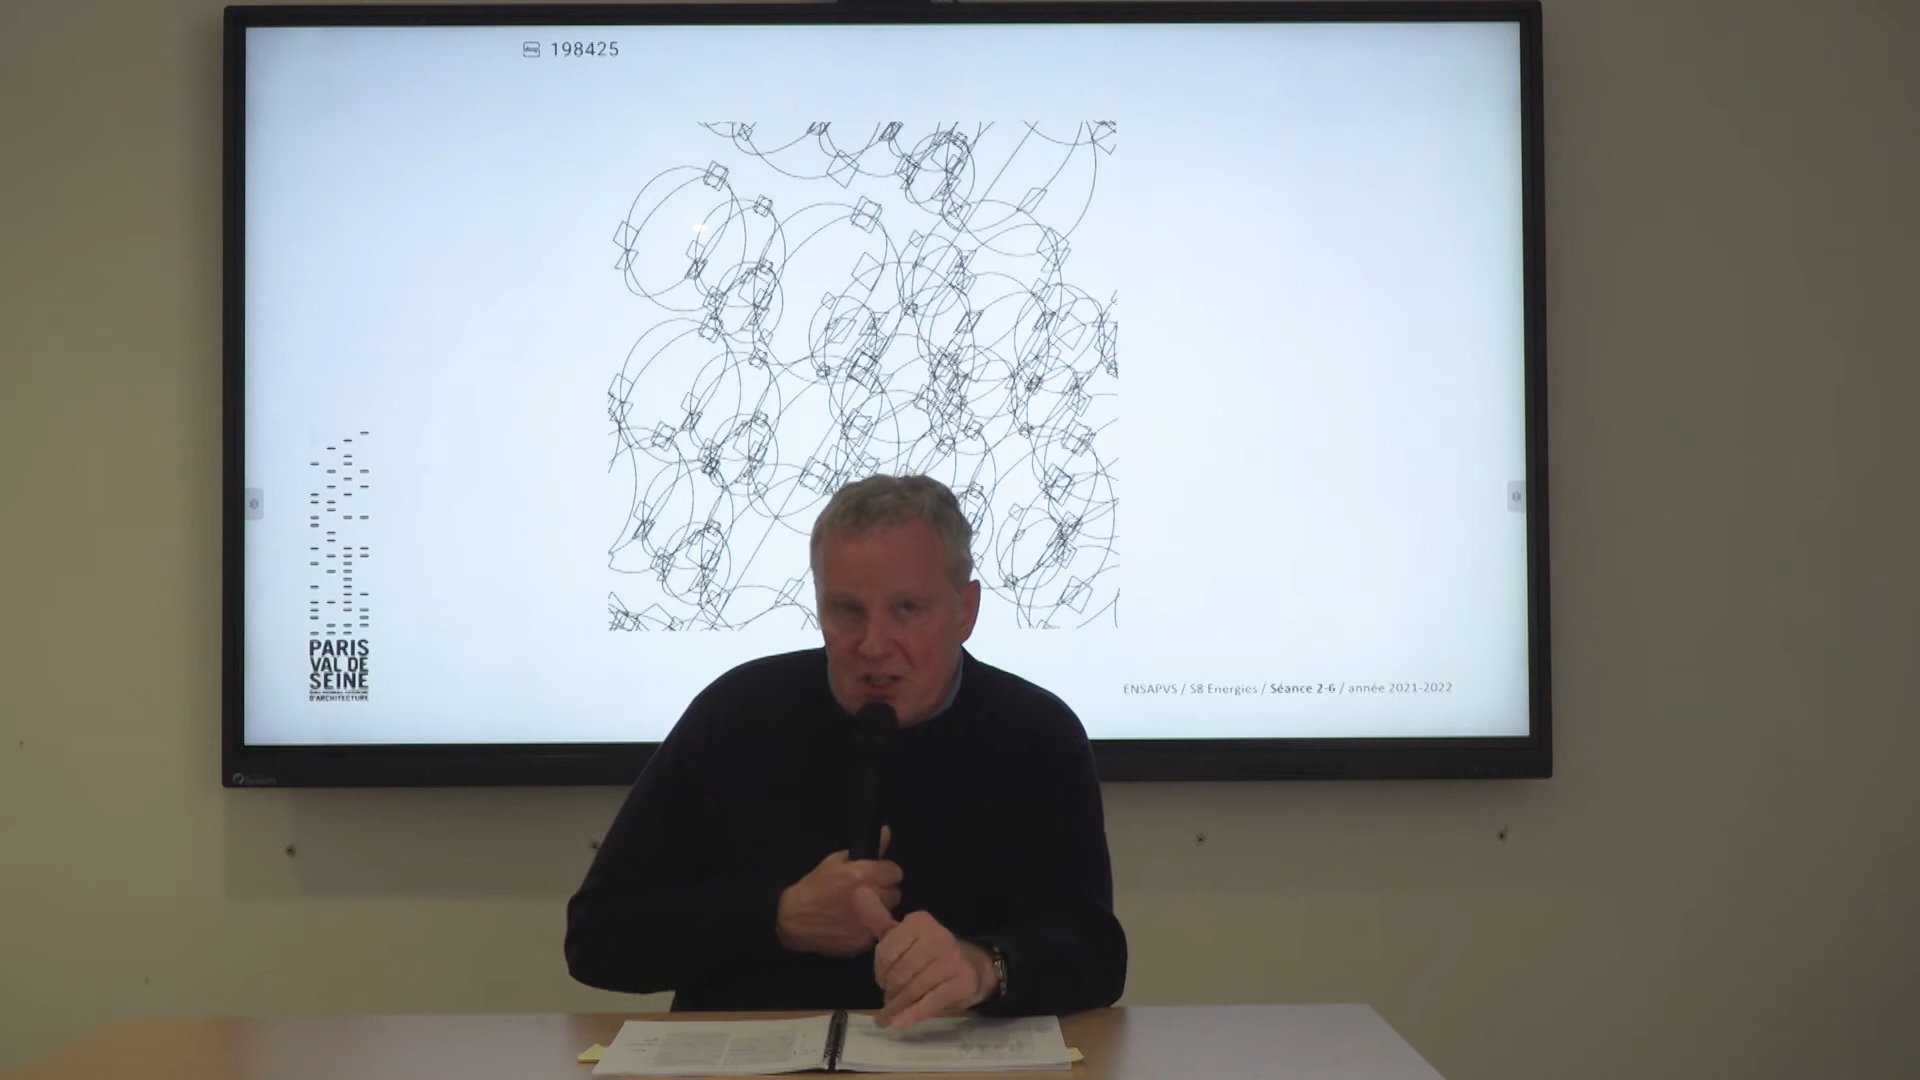 198425
PARIS
VAL DE
SEINE
D'ARCHITECTURE
ENSAPVS / S8 Energies / Séance 2-6 / année 2021-2022